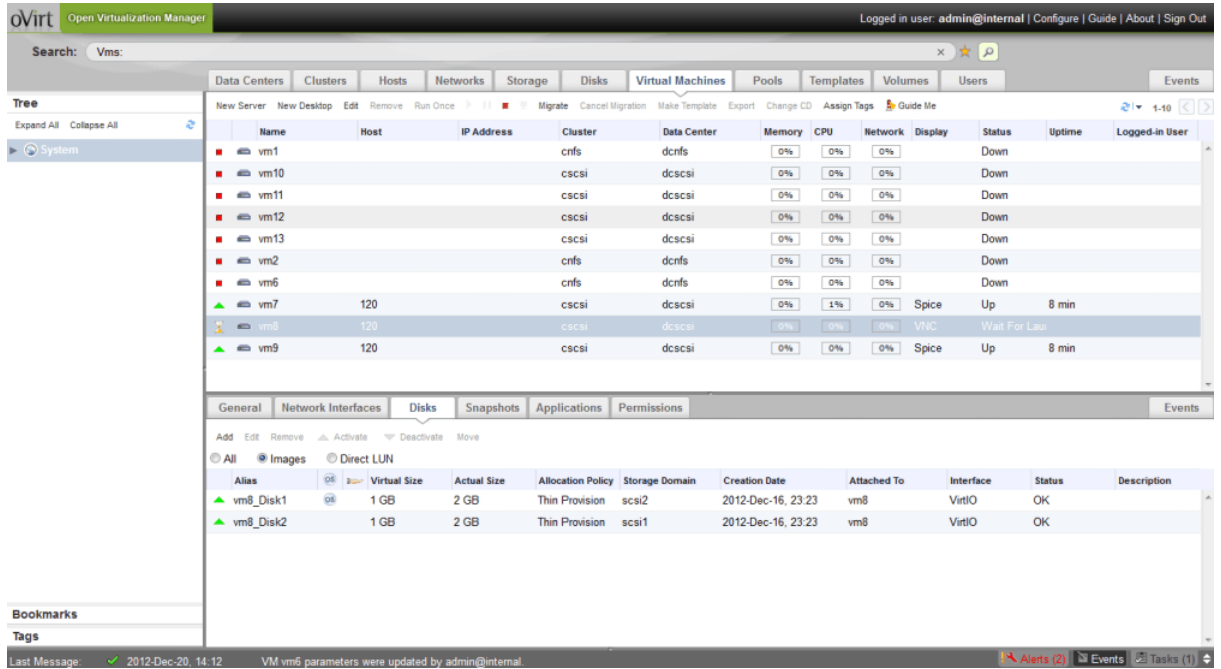 oVirt Open Virtualization Manager Logged in user: admin@internal | Configure | Guide | About | Sign Out
Search: Vms:
Data Centers Clusters Hosts Networks Storage Disks Virtual Machines Pools Templates Volumes Users Events
Tree
Expand All Collapse All
System
New Server New Desktop Edit Remove Run Once Migrate Cancel Migration Make Template Export Change CD Assign Tags Guide Me 1-10
Name Host IP Address Cluster Data Center Memory CPU Network Display Status Uptime Logged-in User
vm1 cnfs dcnfs 0% 0% 0% Down
vm10 cscsi dcscsi 0% 0% 0% Down
vm11 cscsi dcscsi 0% 0% 0% Down
vm12 cscsi dcscsi 0% 0% 0% Down
vm13 cscsi dcscsi 0% 0% 0% Down
vm2 cnfs dcnfs 0% 0% 0% Down
vm6 cnfs dcnfs 0% 0% 0% Down
vm7 120 cscsi dcscsi 0% 1% 0% Spice Up 8 min
vm8 120 cscsi dcscsi 0% 0% 0% VNC Wait For Lau
vm9 120 cscsi dcscsi 0% 0% 0% Spice Up 8 min
General Network Interfaces Disks Snapshots Applications Permissions Events
Add Edit Remove Activate Deactivate Move
All Images Direct LUN
Alias OS Virtual Size Actual Size Allocation Policy Storage Domain Creation Date Attached To Interface Status Description
vm8_Disk1 OS 1 GB 2 GB Thin Provision scsi2 2012-Dec-16, 23:23 vm8 VirtIO OK
vm8_Disk2 1 GB 2 GB Thin Provision scsi1 2012-Dec-16, 23:23 vm8 VirtIO OK
Bookmarks
Tags
Last Message: 2012-Dec-20, 14:12 VM vm6 parameters were updated by admin@internal. Alerts (2) Events Tasks (1)